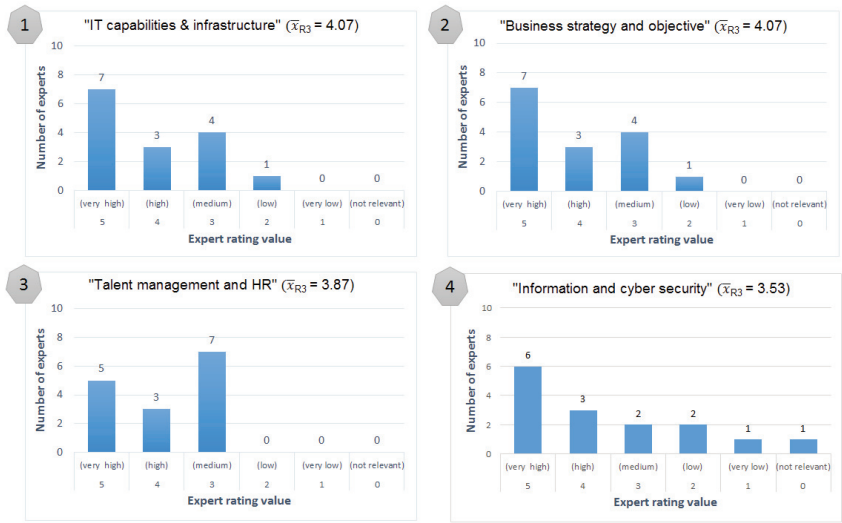 1
"IT capabilities & infrastructure" (x̅R3 = 4.07)
Number of experts
10
8
6
4
2
0
7
3
4
1
0
0
(very high) (high) (medium) (low) (very low) (not relevant)
5 4 3 2 1 0
Expert rating value
2
"Business strategy and objective" (x̅R3 = 4.07)
Number of experts
10
8
6
4
2
0
7
3
4
1
0
0
(very high) (high) (medium) (low) (very low) (not relevant)
5 4 3 2 1 0
Expert rating value
3
"Talent management and HR" (x̅R3 = 3.87)
Number of experts
10
8
6
4
2
0
5
3
7
0
0
0
(very high) (high) (medium) (low) (very low) (not relevant)
5 4 3 2 1 0
Expert rating value
4
"Information and cyber security" (x̅R3 = 3.53)
Number of experts
10
8
6
4
2
0
6
3
2
2
1
1
(very high) (high) (medium) (low) (very low) (not relevant)
5 4 3 2 1 0
Expert rating value